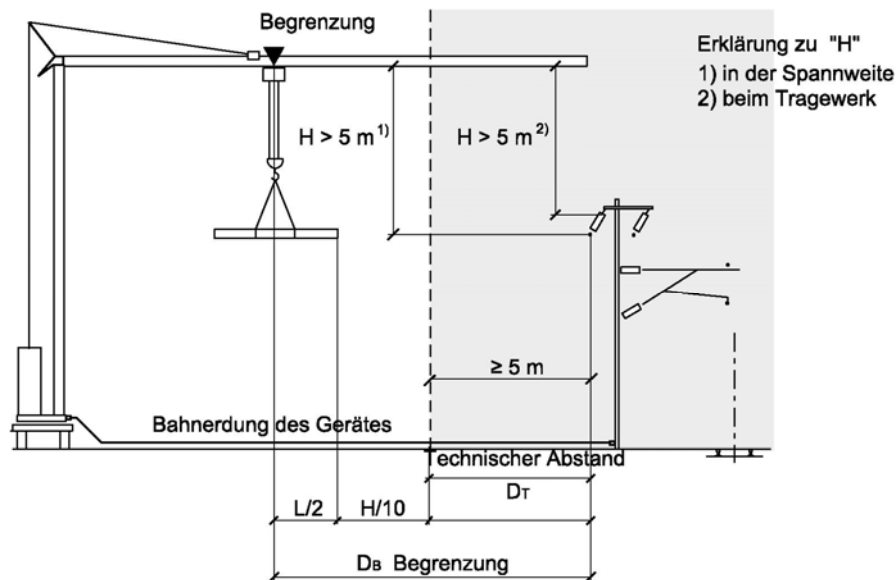 Begrenzung
Erklärung zu "H"
1) in der Spannweite
2) beim Tragewerk
H > 5 m¹⁾
H > 5 m²⁾
≥ 5 m
Bahnerdung des Gerätes
Technischer Abstand
DT
L/2
H/10
DB Begrenzung